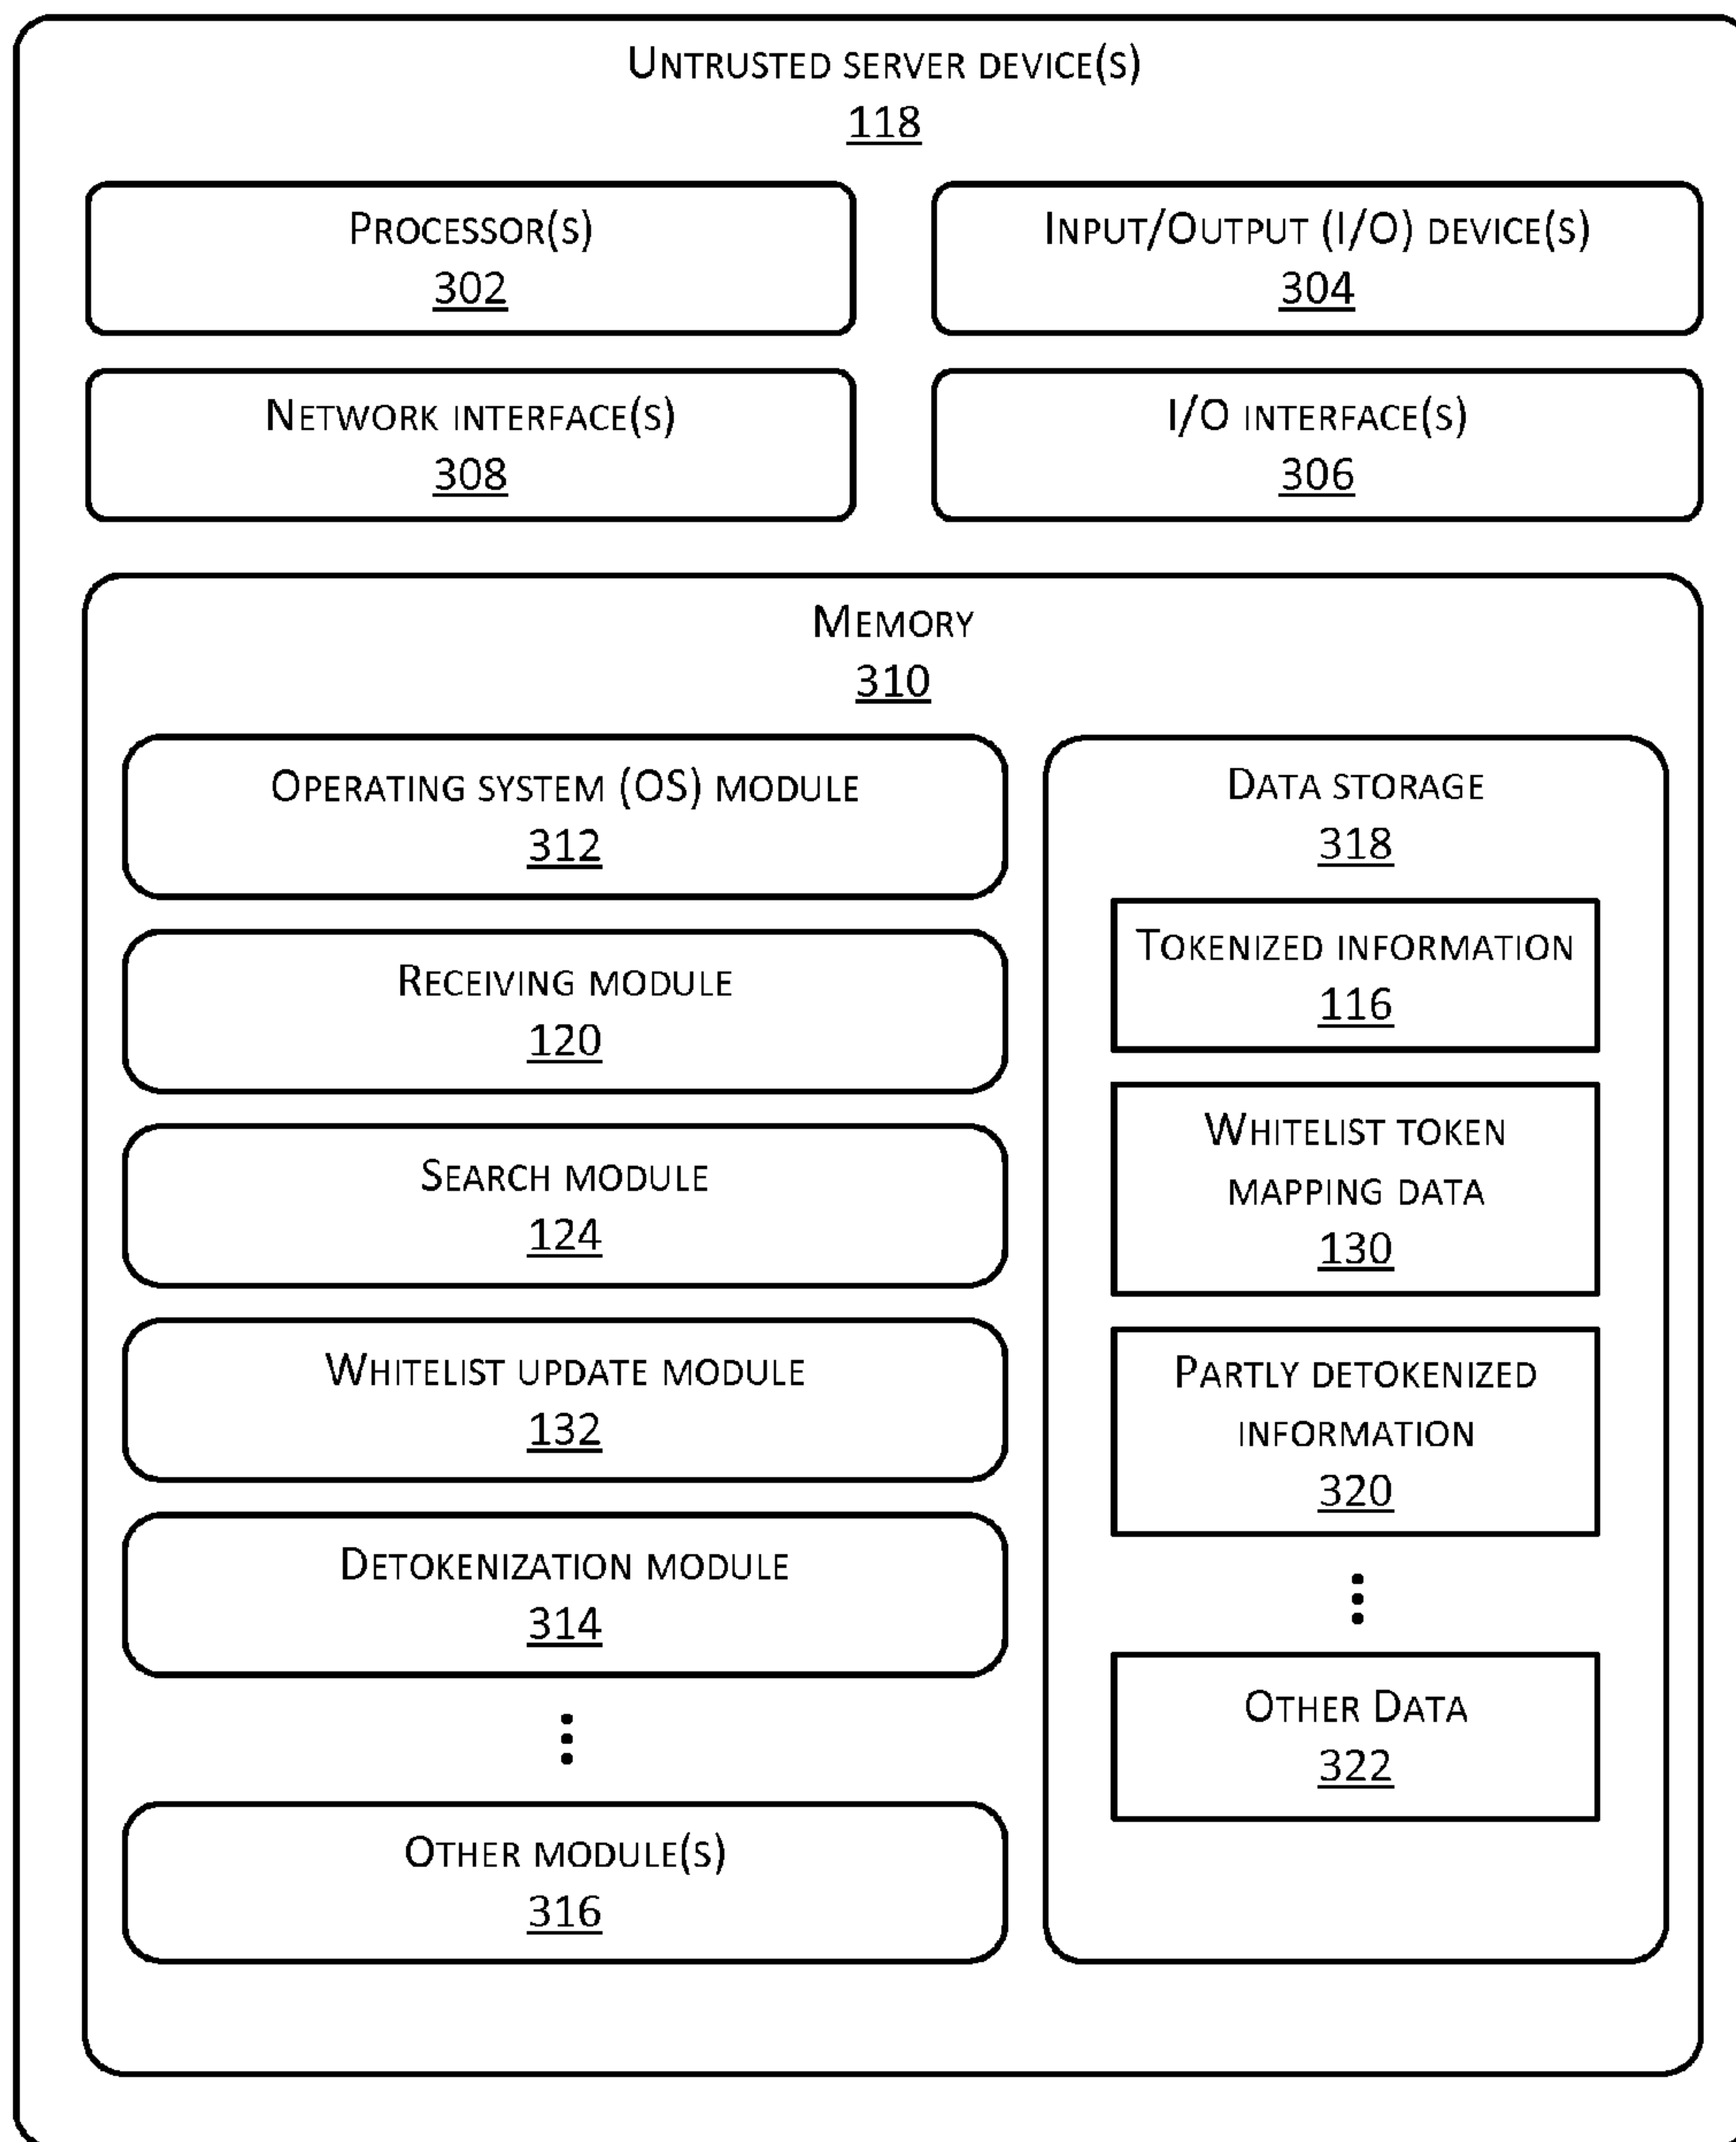 UNTRUSTED SERVER DEVICE(S)
118
PROCESSOR(S)
302
INPUT/OUTPUT (I/O) DEVICE(S)
304
NETWORK INTERFACE(S)
308
I/O INTERFACE(S)
306
MEMORY
310
OPERATING SYSTEM (OS) MODULE
312
RECEIVING MODULE
120
SEARCH MODULE
124
WHITELIST UPDATE MODULE
132
DETOKENIZATION MODULE
314
OTHER MODULE(S)
316
DATA STORAGE
318
TOKENIZED INFORMATION
116
WHITELIST TOKEN
MAPPING DATA
130
PARTLY DETOKENIZED
INFORMATION
320
OTHER DATA
322